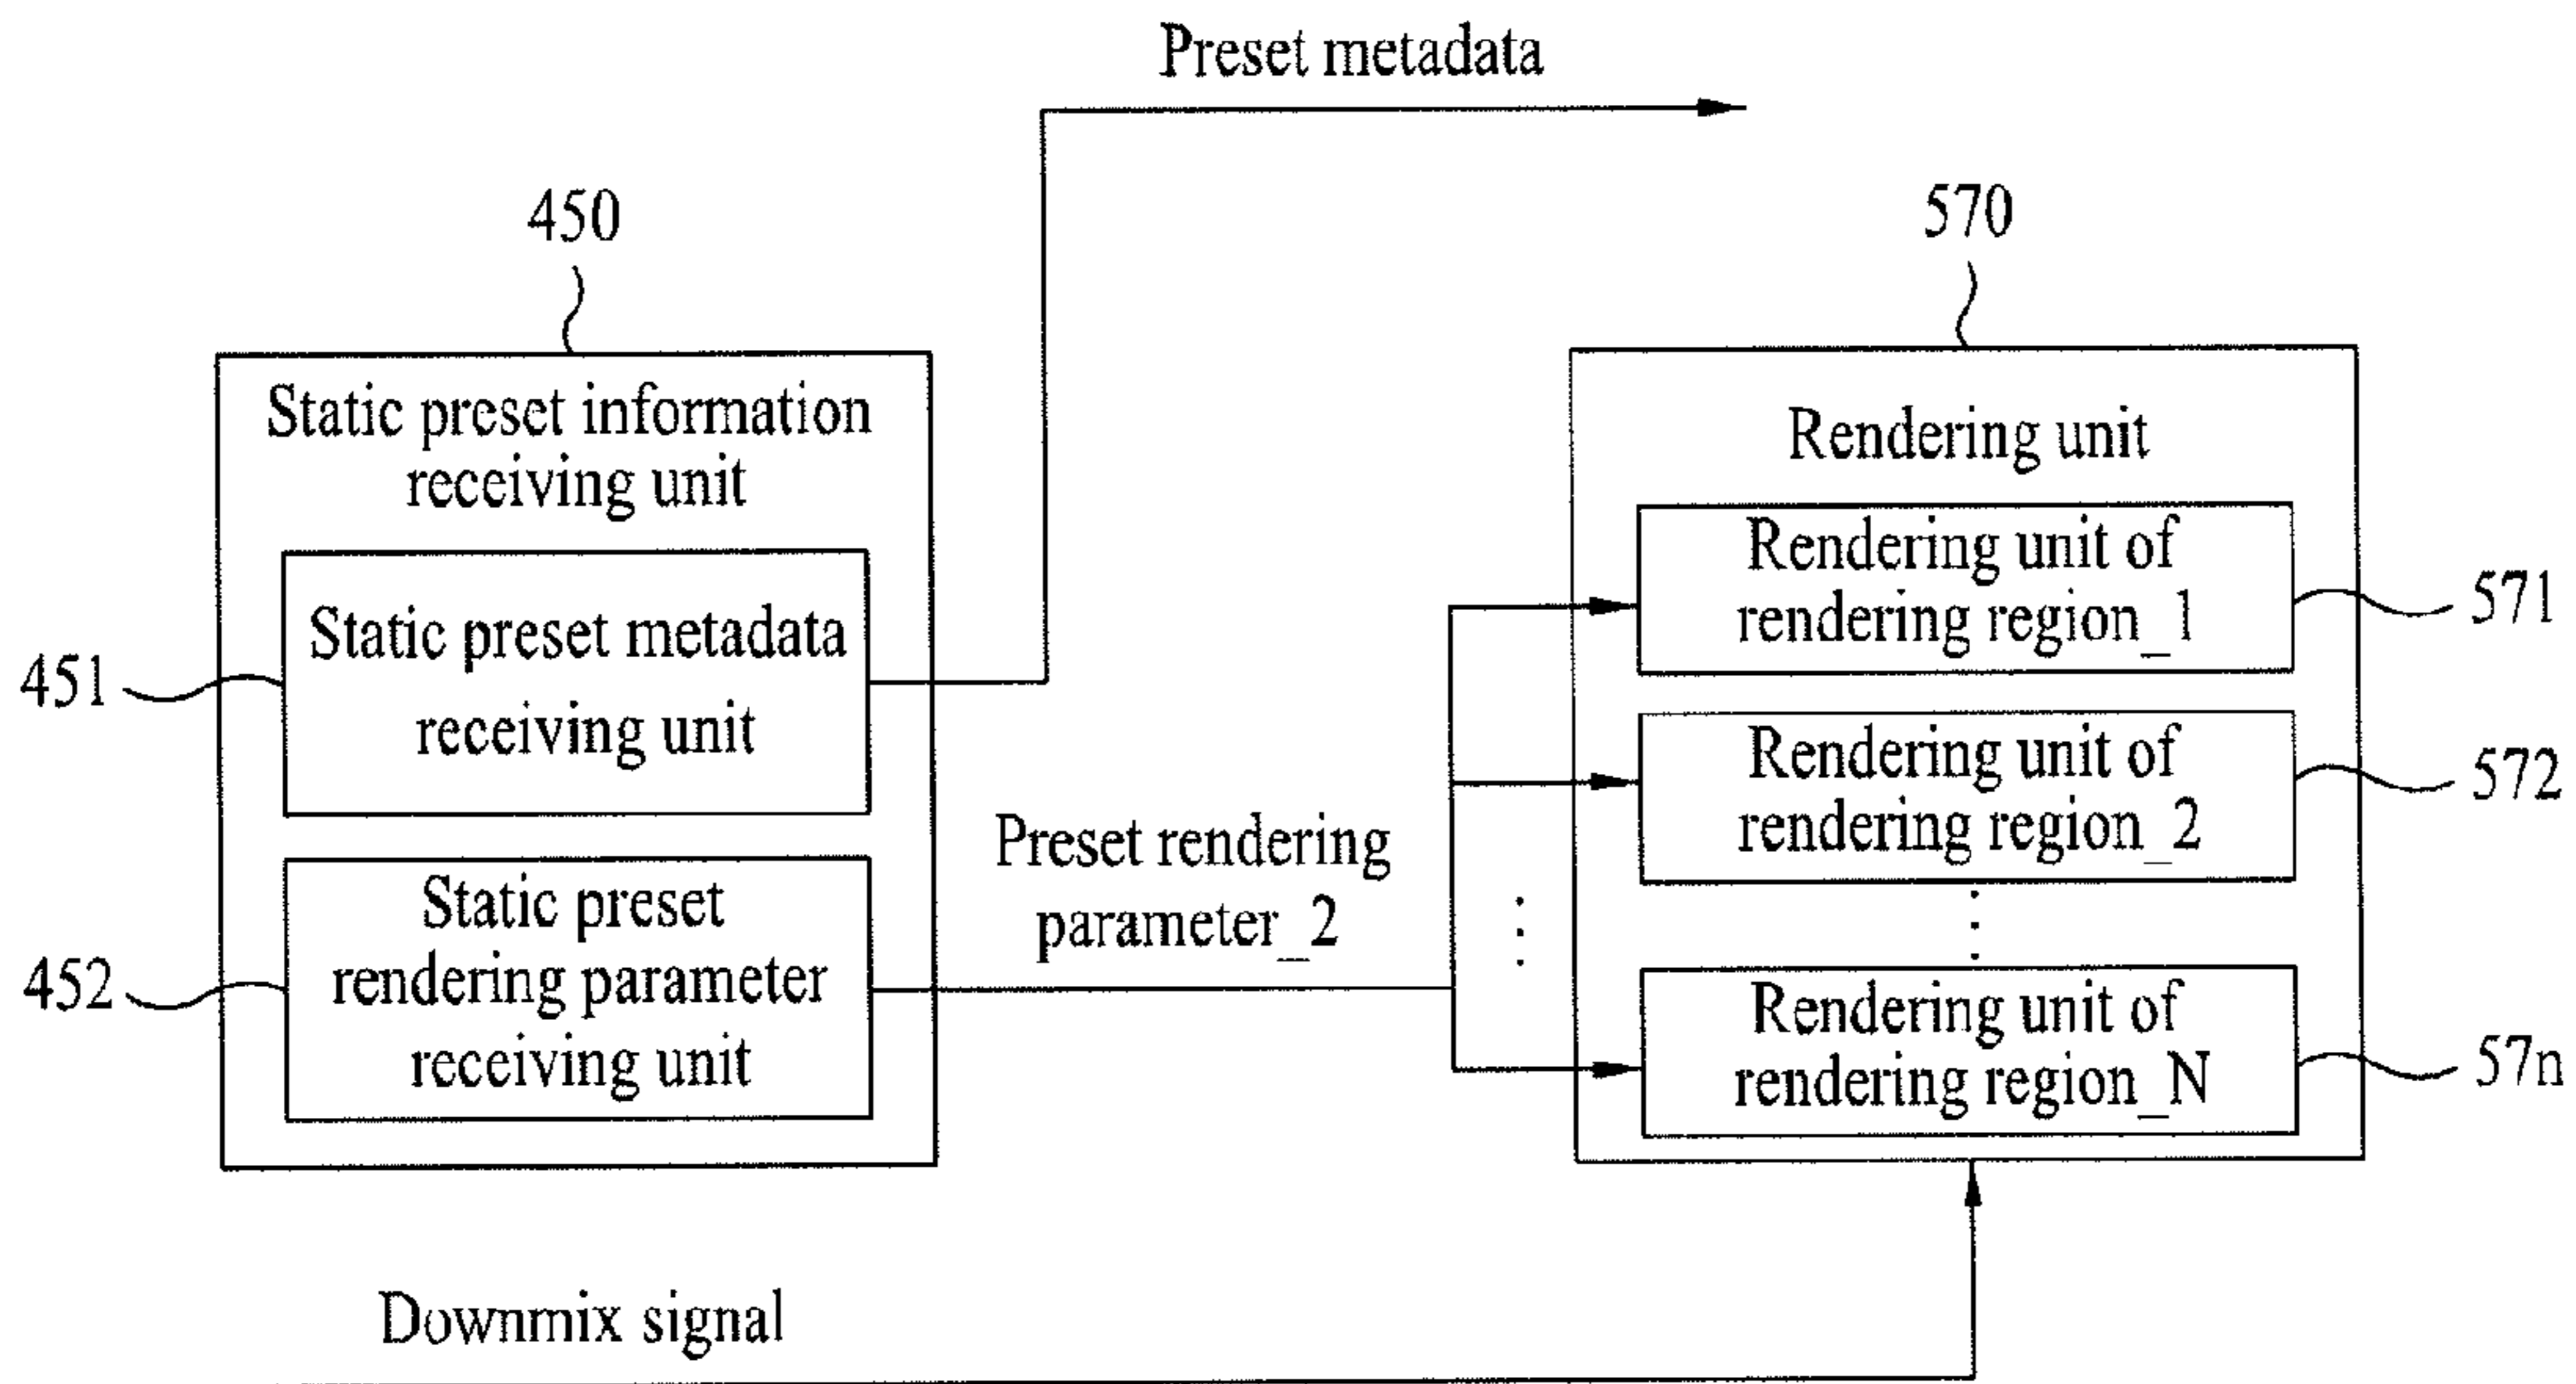 Preset metadata
450
570
Static preset information
receiving unit
Rendering unit
Rendering unit of
rendering region_1
571
Static preset metadata
receiving unit
451
Rendering unit of
rendering region_2
572
Preset rendering
parameter_2
Static preset
rendering parameter
receiving unit
452
Rendering unit of
rendering region_N
57n
Downmix signal